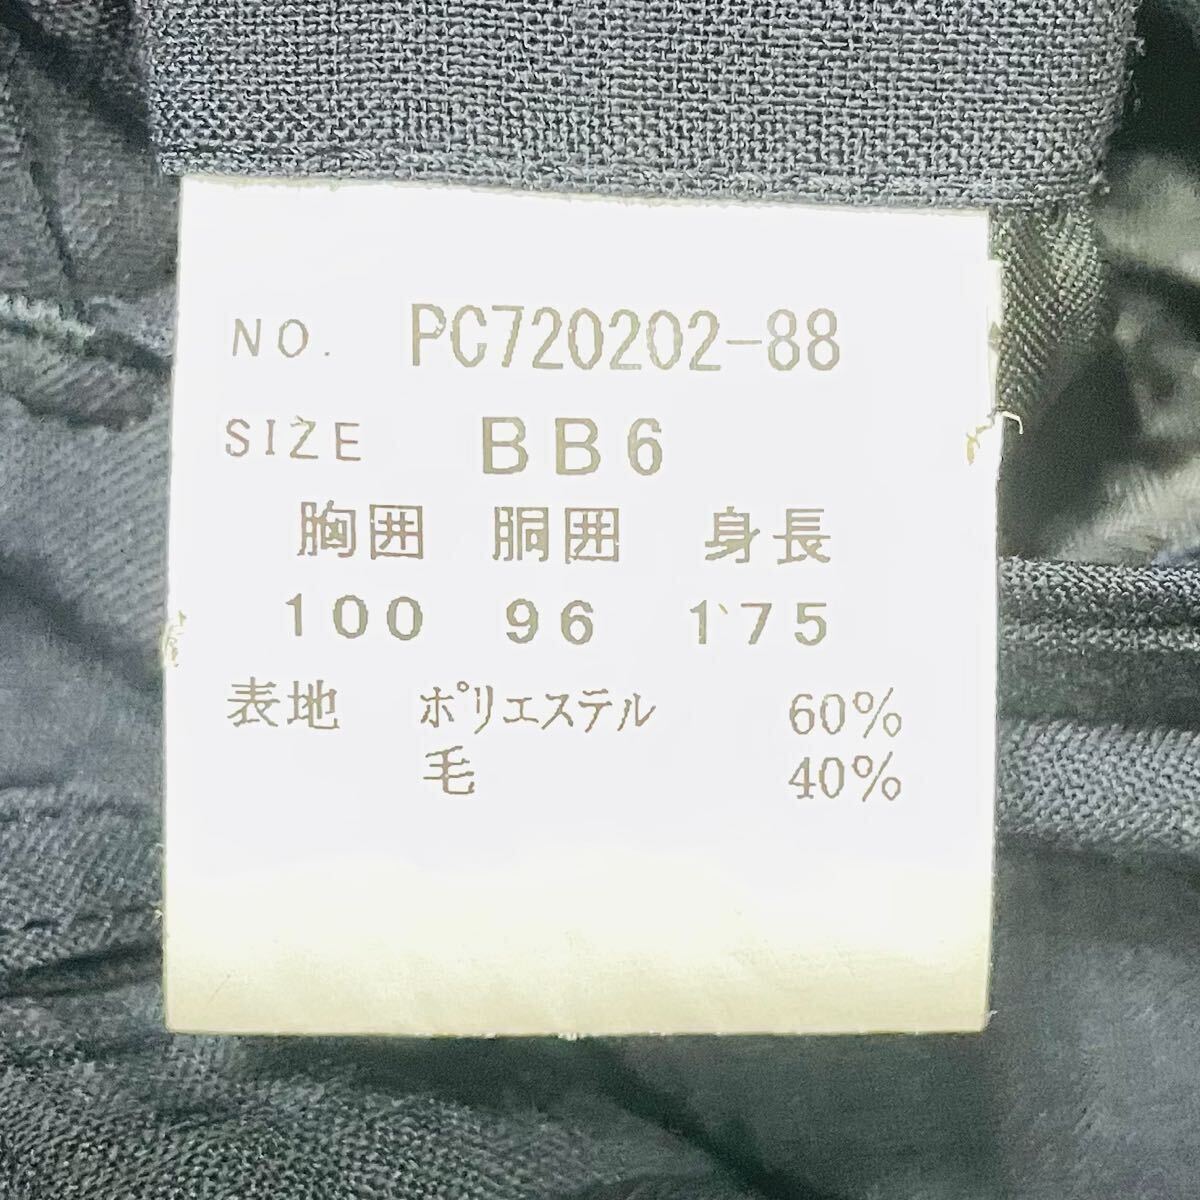 NO. PC720202-88
SIZE BB6
胸囲 胴囲 身長
100 96 175
表地 ポリエステル 60%
毛 40%